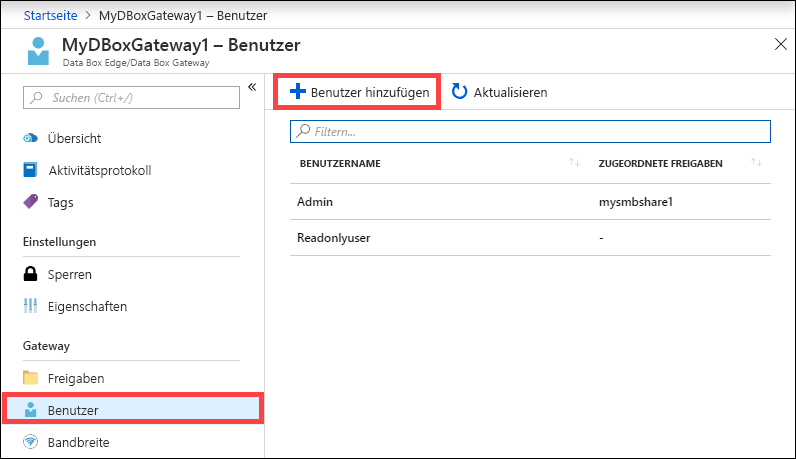 Startseite > MyDBoxGateway1 – Benutzer
MyDBoxGateway1 – Benutzer
Data Box Edge/Data Box Gateway
Suchen (Ctrl+/)
Übersicht
Aktivitätsprotokoll
Tags
Einstellungen
Sperren
Eigenschaften
Gateway
Freigaben
Benutzer
Bandbreite
Benutzer hinzufügen Aktualisieren
Filtern...
BENUTZERNAME ZUGEORDNETE FREIGABEN
Admin mysmbshare1
Readonlyuser -